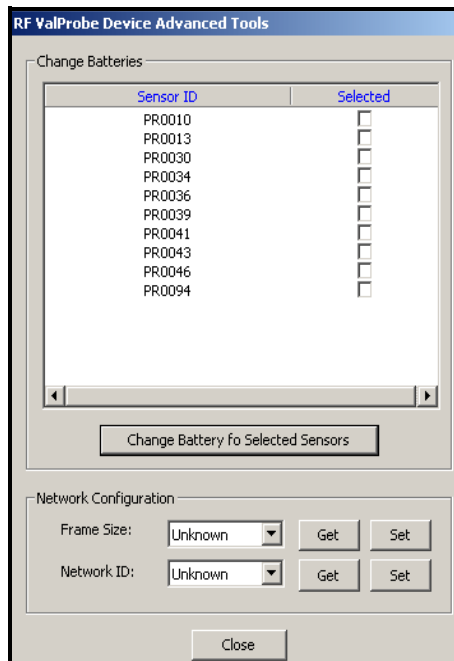 RF ValProbe Device Advanced Tools
Change Batteries
Sensor ID Selected
PR0010
PR0013
PR0030
PR0034
PR0036
PR0039
PR0041
PR0043
PR0046
PR0094
Change Battery fo Selected Sensors
Network Configuration
Frame Size: Unknown Get Set
Network ID: Unknown Get Set
Close